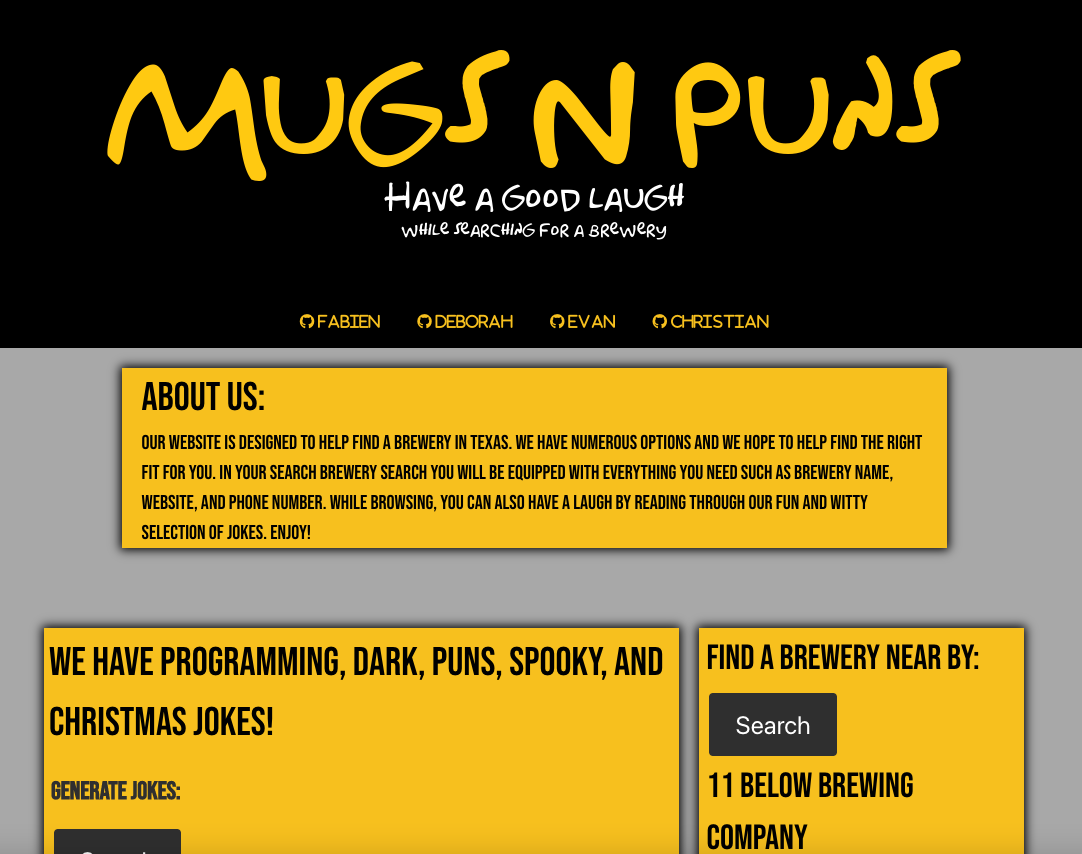 MUGS N PUNS
HAVE A GOOD LAUGH
WHILE SEARCHING FOR A BREWERY
FABIEN DEBORAH EVAN CHRISTIAN
ABOUT US:
OUR WEBSITE IS DESIGNED TO HELP FIND A BREWERY IN TEXAS. WE HAVE NUMEROUS OPTIONS AND WE HOPE TO HELP FIND THE RIGHT
FIT FOR YOU. IN YOUR SEARCH BREWERY SEARCH YOU WILL BE EQUIPPED WITH EVERYTHING YOU NEED SUCH AS BREWERY NAME,
WEBSITE, AND PHONE NUMBER. WHILE BROWSING, YOU CAN ALSO HAVE A LAUGH BY READING THROUGH OUR FUN AND WITTY
SELECTION OF JOKES. ENJOY!
WE HAVE PROGRAMMING, DARK, PUNS, SPOOKY, AND
CHRISTMAS JOKES!
GENERATE JOKES:
FIND A BREWERY NEAR BY:
Search
11 BELOW BREWING
COMPANY